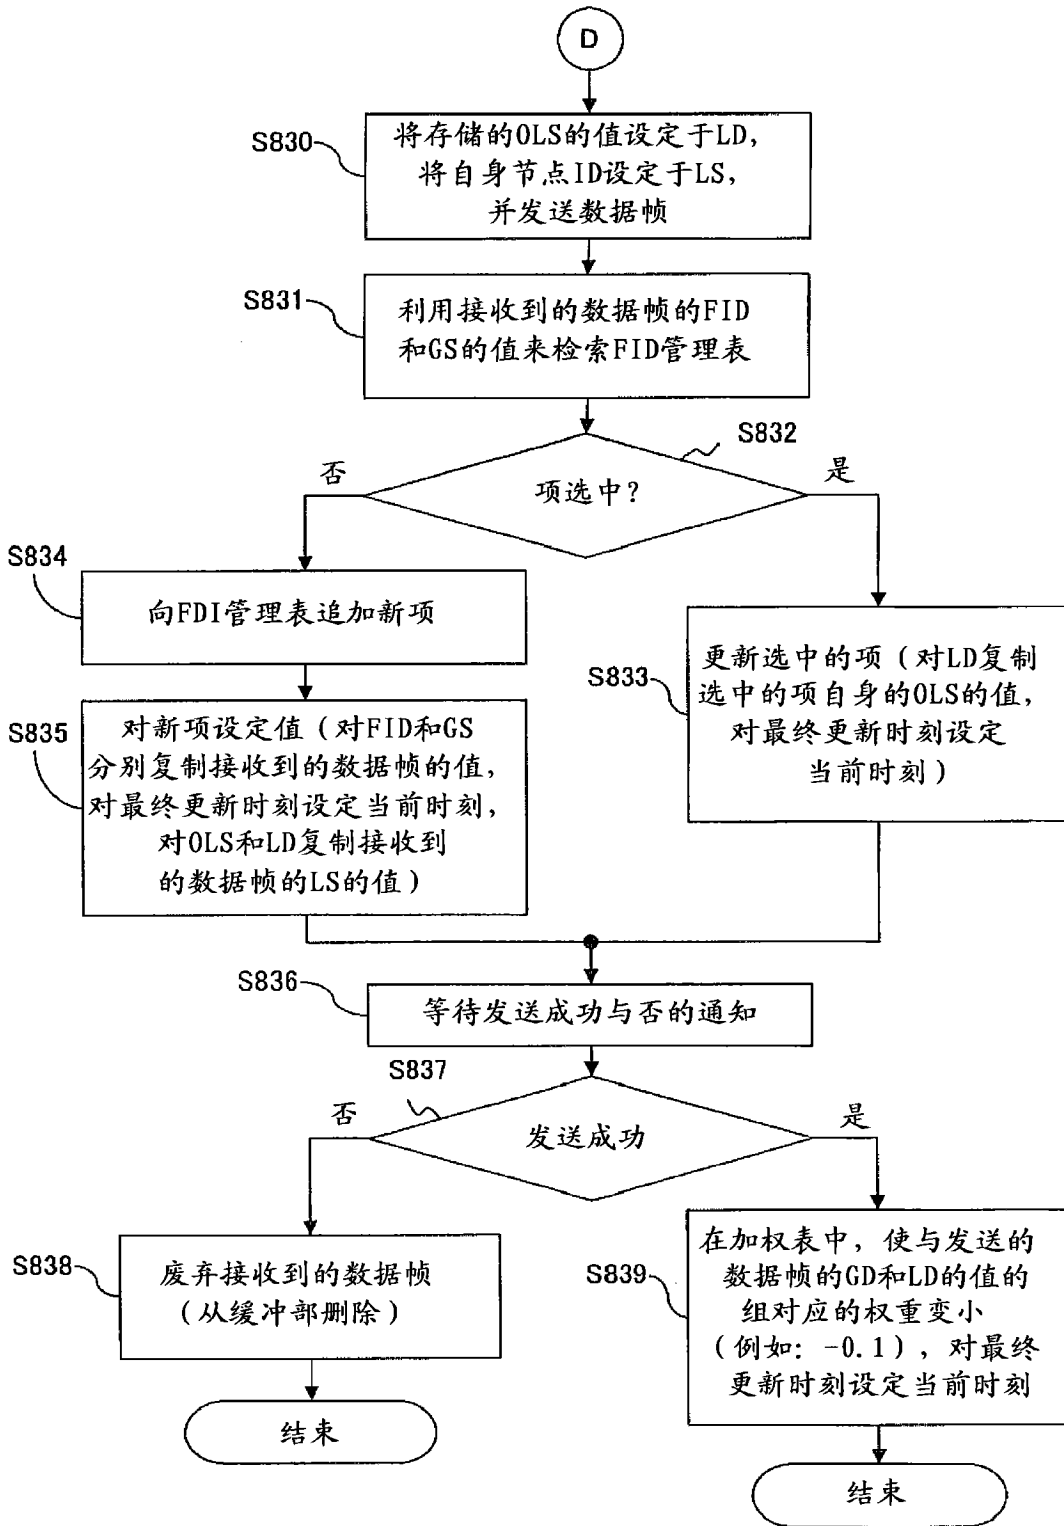 D
S830
将存储的OLS的值设定于LD,
将自身节点ID设定于LS,
并发送数据帧
S831
利用接收到的数据帧的FID
和GS的值来检索FID管理表
S832
否
项选中?
是
S834
向FDI管理表追加新项
S833
更新选中的项(对LD复制
选中的项自身的OLS的值,
对最终更新时刻设定
当前时刻)
S835
对新项设定值(对FID和GS
分别复制接收到的数据帧的值,
对最终更新时刻设定当前时刻,
对OLS和LD复制接收到
的数据帧的LS的值)
S836
等待发送成功与否的通知
S837
否
发送成功
是
S838
废弃接收到的数据帧
(从缓冲部删除)
结束
S839
在加权表中, 使与发送的
数据帧的GD和LD的值的
组对应的权重变小
(例如: -0.1), 对最终
更新时刻设定当前时刻
结束